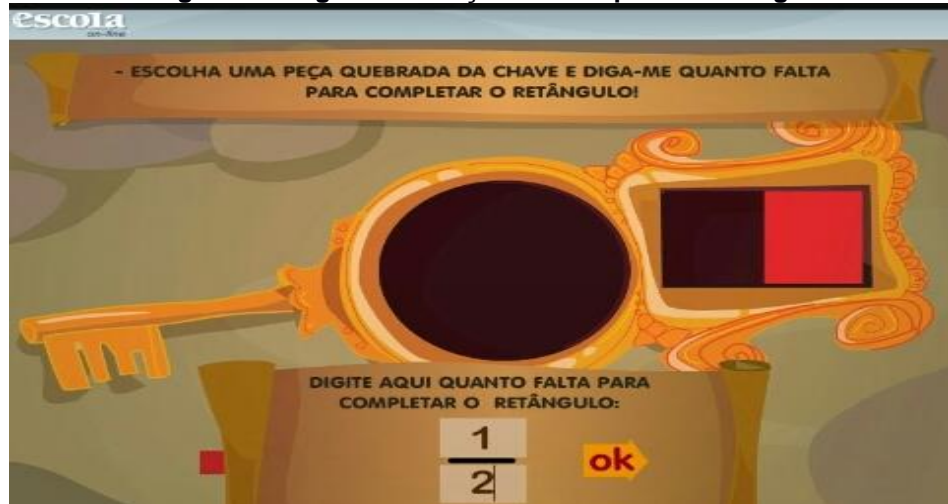 escola
on-line
- ESCOLHA UMA PEÇA QUEBRADA DA CHAVE E DIGA-ME QUANTO FALTA
PARA COMPLETAR O RETÂNGULO!
DIGITE AQUI QUANTO FALTA PARA
COMPLETAR O RETÂNGULO:
1
2
ok